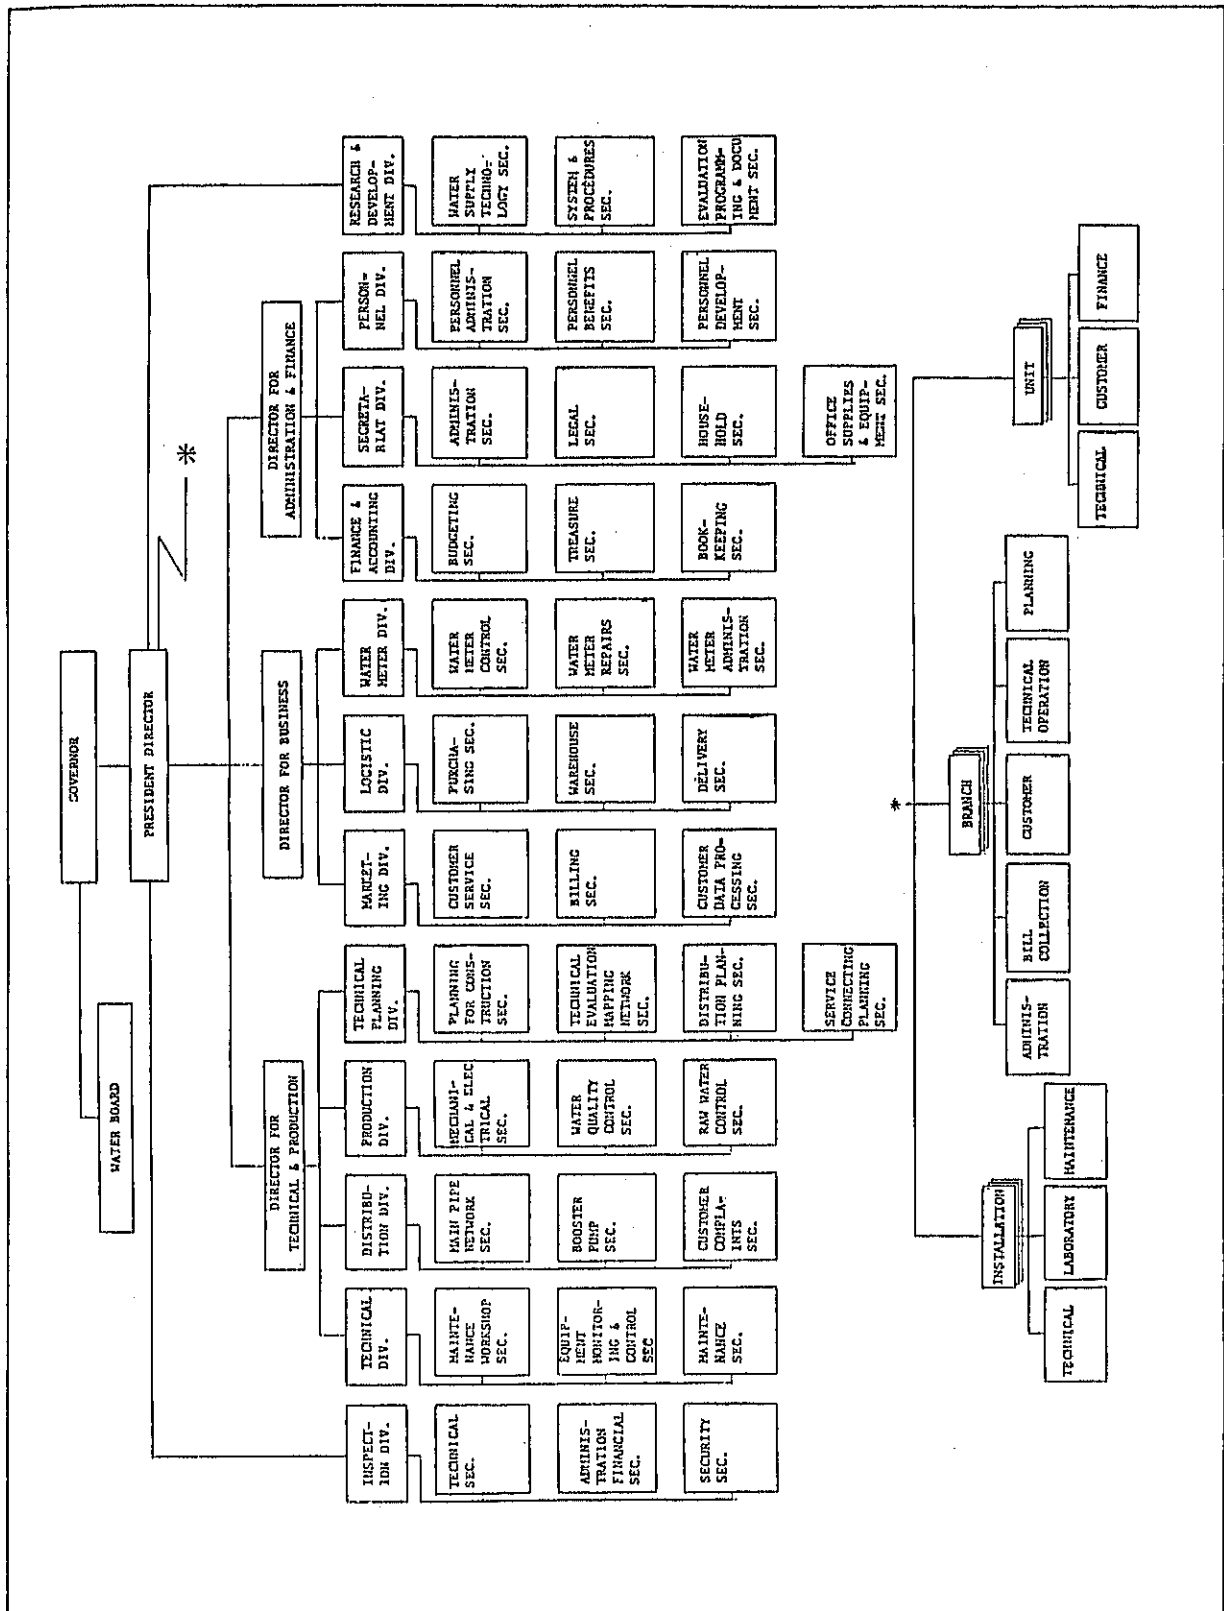 GOVERNOR
WATER BOARD
PRESIDENT DIRECTOR
*
DIRECTOR FOR
TECHNICAL & PRODUCTION
DIRECTOR FOR BUSINESS
DIRECTOR FOR
ADMINISTRATION & FINANCE
INSPECT-
ION DIV.
TECHNICAL
SEC.
ADMINIS-
TRATION
FINANCIAL
SEC.
SECURITY
SEC.
TECHNICAL
DIV.
MAINTE-
NANCE
WORKSHOP
SEC.
EQUIP-
MENT
MONITOR-
ING &
CONTROL
SEC
MAINTE-
NANCE
SEC.
DISTRIBU-
TION DIV.
MAIN PIPE
NETWORK
SEC.
BOOSTER
PUMP
SEC.
CUSTOMER
COMPLA-
INTS
SEC.
PRODUCTION
DIV.
MECHANI-
CAL & ELEC
TRICAL
SEC.
WATER
QUALITY
CONTROL
SEC.
RAW WATER
CONTROL
SEC.
TECHNICAL
PLANNING
DIV.
PLANNING
FOR CONS-
TRUCTION
SEC.
TECHNICAL
EVALUATION
MAPPING
NETWORK
SEC.
DISTRIBU-
TION PLAN-
NING SEC.
SERVICE
CONNECTING
PLANNING
SEC.
MARKET-
ING DIV.
CUSTOMER
SERVICE
SEC.
BILLING
SEC.
CUSTOMER
DATA PRO-
CESSING
SEC.
LOGISTIC
DIV.
PURCHA-
SING SEC.
WAREHOUSE
SEC.
DELIVERY
SEC.
WATER
METER DIV.
WATER
METER
CONTROL
SEC.
WATER
METER
REPAIRS
SEC.
WATER
METER
ADMINIS-
TRATION
SEC.
FINANCE &
ACCOUNTING
DIV.
BUDGETING
SEC.
TREASURE
SEC.
BOOK-
KEEPING
SEC.
SECRETA-
RIAT DIV.
ADMINIS-
TRATION
SEC.
LEGAL
SEC.
HOUSE-
HOLD
SEC.
OFFICE
SUPPLIES
& EQUIP-
MENT SEC.
PERSON-
NEL DIV.
PERSONNEL
ADMINIS-
TRATION
SEC.
PERSONNEL
BENEFITS
SEC.
PERSONNEL
DEVELOP-
MENT
SEC.
RESEARCH &
DEVELOP-
MENT DIV.
WATER
SUPPLY
TECHNO-
LOGY SEC.
SYSTEM &
PROCEDURES
SEC.
EVALUATION
PROGRAMM-
ING & DOCU
MENT SEC.
*
INSTALLATION
TECHNICAL
LABORATORY
MAINTENANCE
BRANCH
ADMINIS-
TRATION
BILL
COLLECTION
CUSTOMER
TECHNICAL
OPERATION
PLANNING
UNIT
TECHNICAL
CUSTOMER
FINANCE